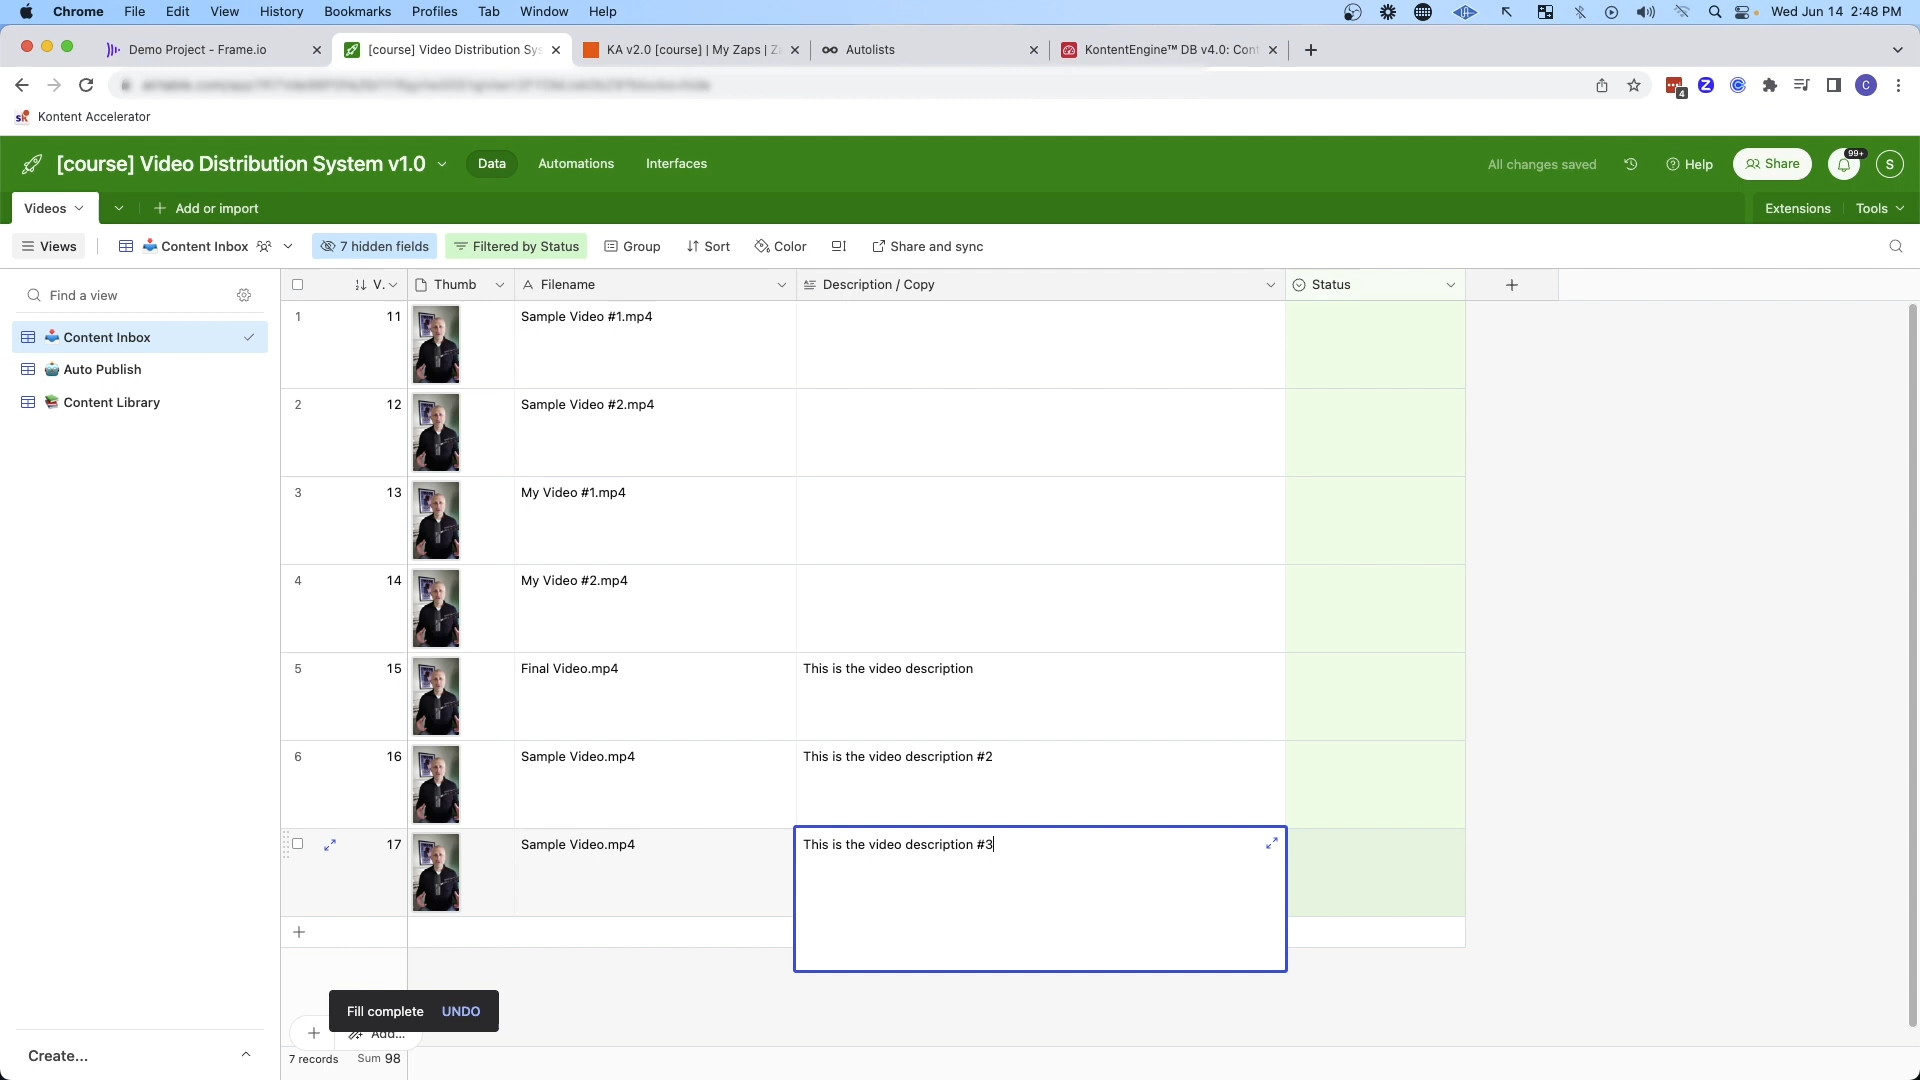 Chrome File Edit View History Bookmarks Profiles Tab Window Help Wed Jun 14 2:48 PM
Demo Project - Frame.io [course] Video Distribution Sys KA v2.0 [course] | My Zaps | Za Autolists KontentEngine™ DB v4.0: Cont
4 C
Kontent Accelerator
[course] Video Distribution System v1.0 Data Automations Interfaces All changes saved Help Share 99+ S
Videos Add or import Extensions Tools
Views Content Inbox 7 hidden fields Filtered by Status Group Sort Color Share and sync
Find a view
Content Inbox
Auto Publish
Content Library
V. Thumb Filename Description / Copy Status
1 11 Sample Video #1.mp4
2 12 Sample Video #2.mp4
3 13 My Video #1.mp4
4 14 My Video #2.mp4
5 15 Final Video.mp4 This is the video description
6 16 Sample Video.mp4 This is the video description #2
17 Sample Video.mp4 This is the video description #3
Fill complete UNDO
Add...
Create...
7 records Sum 98